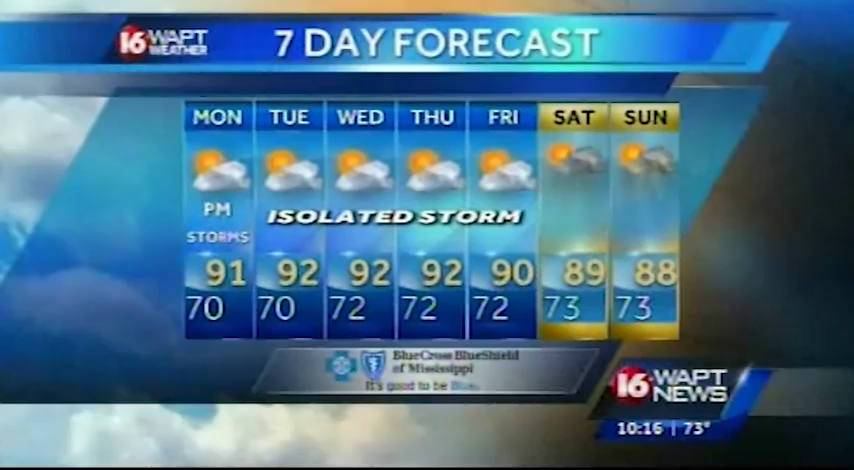 16 WAPT WEATHER
7 DAY FORECAST
MON TUE WED THU FRI SAT SUN
PM STORMS
ISOLATED STORM
91 92 92 92 90 89 88
70 70 72 72 72 73 73
BlueCross BlueShield
of Mississippi
It's good to be Blue.
16 WAPT NEWS
10:16 | 73°